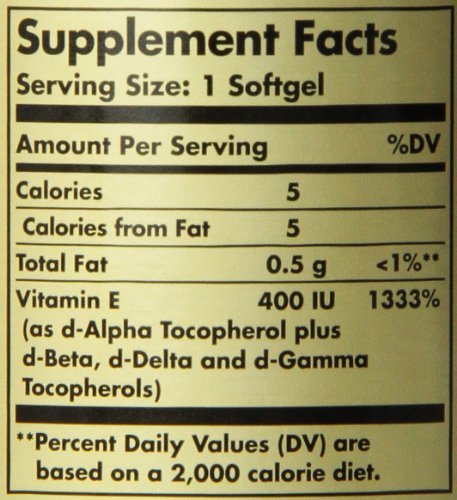 Supplement Facts
Serving Size: 1 Softgel
Amount Per Serving %DV
Calories 5
Calories from Fat 5
Total Fat 0.5 g <1%**
Vitamin E 400 IU 1333%
(as d-Alpha Tocopherol plus
d-Beta, d-Delta and d-Gamma
Tocopherols)
**Percent Daily Values (DV) are
based on a 2,000 calorie diet.